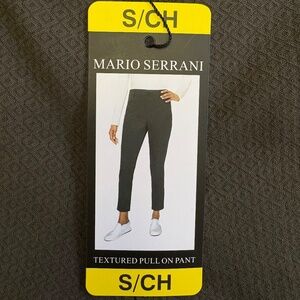 S/CH
MARIO SERRANI
TEXTURED PULL ON PANT
S/CH